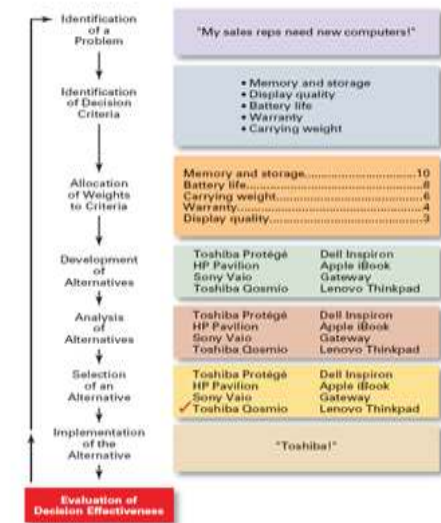 Identification
of a
Problem
"My sales reps need new computers!"
Identification
of Decision
Criteria
• Memory and storage
• Display quality
• Battery life
• Warranty
• Carrying weight
Allocation
of Weights
to Criteria
Memory and storage...................................10
Battery life..................................................8
Carrying weight..........................................6
Warranty.....................................................4
Display quality............................................3
Development
of
Alternatives
Toshiba Protégé Dell Inspiron
HP Pavilion Apple iBook
Sony Vaio Gateway
Toshiba Qosmio Lenovo Thinkpad
Analysis
of
Alternatives
Toshiba Protégé Dell Inspiron
HP Pavilion Apple iBook
Sony Vaio Gateway
Toshiba Qosmio Lenovo Thinkpad
Selection
of an
Alternative
Toshiba Protégé Dell Inspiron
HP Pavilion Apple iBook
Sony Vaio Gateway
✓ Toshiba Qosmio Lenovo Thinkpad
Implementation
of the
Alternative
"Toshiba!"
Evaluation of
Decision Effectiveness